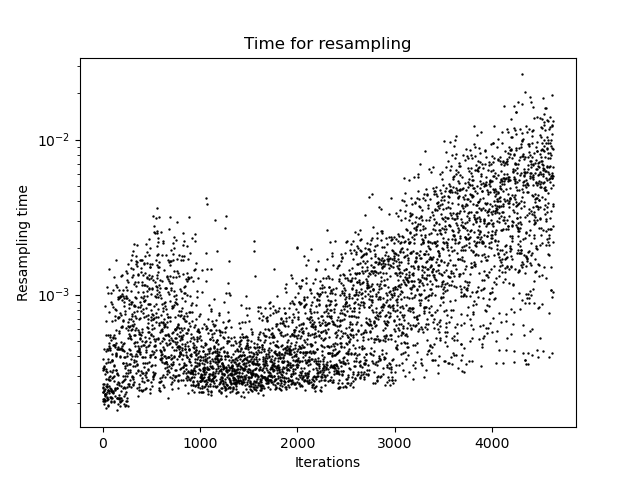 Time for resampling
10⁻²
10⁻³
Resampling time
0 1000 2000 3000 4000
Iterations